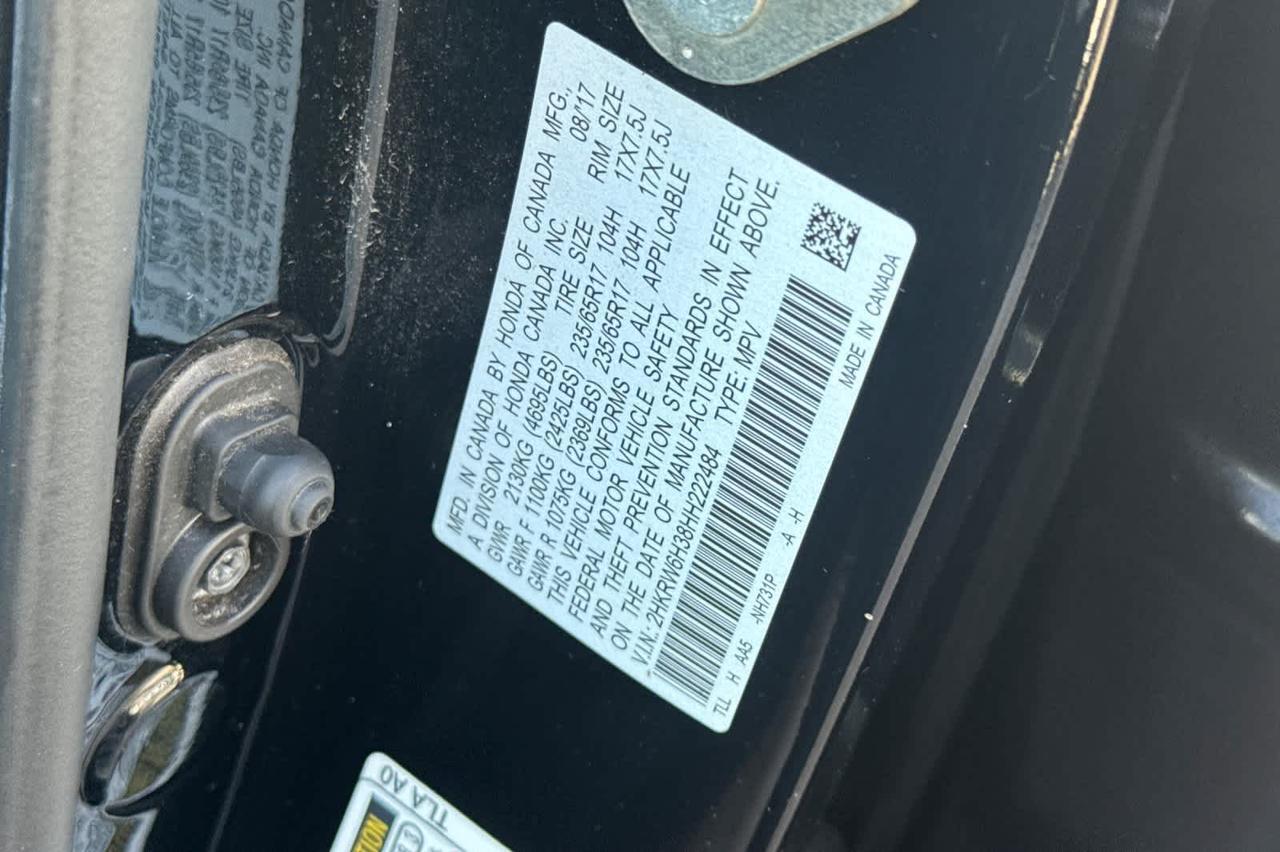 MFD. IN CANADA BY HONDA OF CANADA MFG.,
A DIVISION OF HONDA CANADA INC. 08/'17
GWR 2130KG (4695LBS) TIRE SIZE RIM SIZE
GAWR F 1100KG (2425LBS) 235/65R17 104H 17X7.5J
GAWR R 1075KG (2369LBS) 235/65R17 104H 17X7.5J
THIS VEHICLE CONFORMS TO ALL APPLICABLE
FEDERAL MOTOR VEHICLE SAFETY
AND THEFT PREVENTION STANDARDS IN EFFECT
ON THE DATE OF MANUFACTURE SHOWN ABOVE.
V.I.N.: 2HKRW6H38HH222484 TYPE: MPV
TLL H AA5 -NH731P -A -H MADE IN CANADA
TLA A0